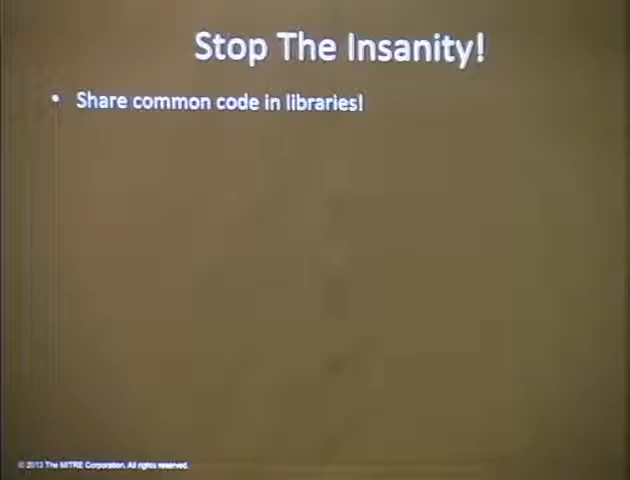 Stop The Insanity!
• Share common code in libraries!
© 2013 The MITRE Corporation. All rights reserved.